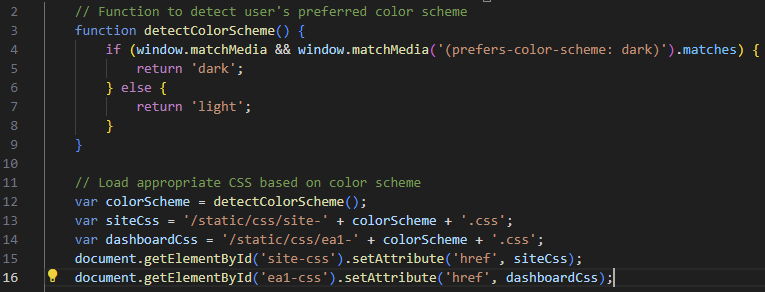 2 // Function to detect user's preferred color scheme
3 function detectColorScheme() {
4     if (window.matchMedia && window.matchMedia('(prefers-color-scheme: dark)').matches) {
5         return 'dark';
6     } else {
7         return 'light';
8     }
9 }
10
11 // Load appropriate CSS based on color scheme
12 var colorScheme = detectColorScheme();
13 var siteCss = '/static/css/site-' + colorScheme + '.css';
14 var dashboardCss = '/static/css/ea1-' + colorScheme + '.css';
15 document.getElementById('site-css').setAttribute('href', siteCss);
16 document.getElementById('ea1-css').setAttribute('href', dashboardCss);